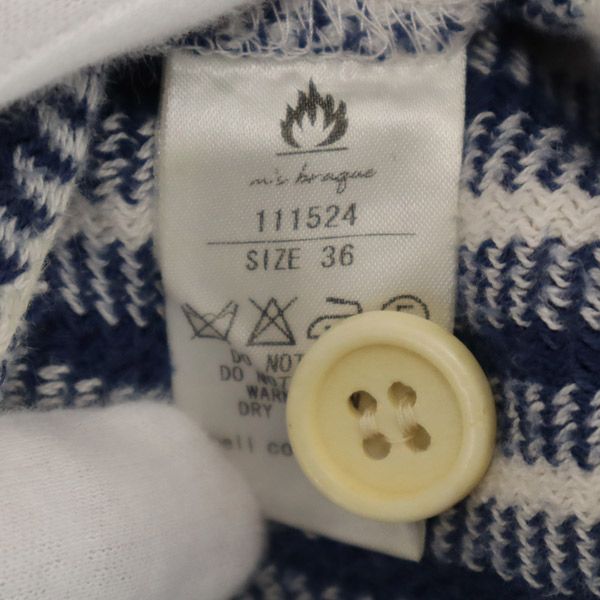 m's braque
111524
SIZE 36
DO NOT
DO NOT
WARM
DRY